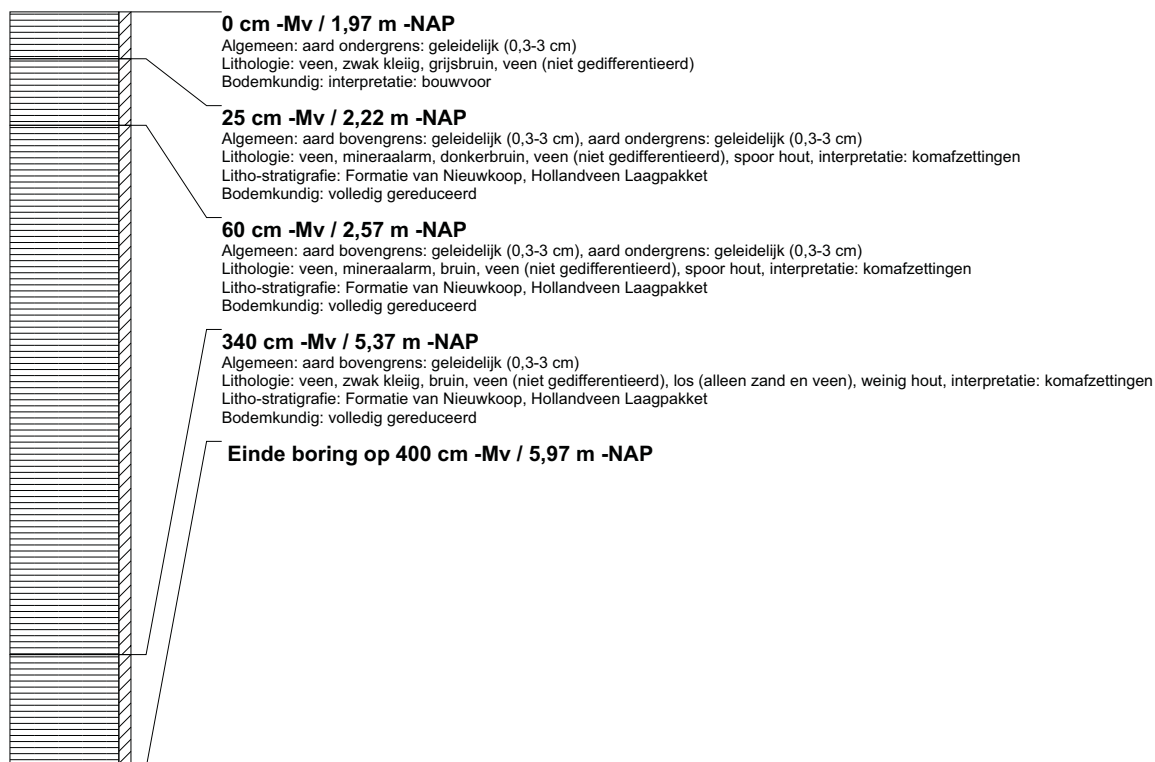 0 cm -Mv / 1,97 m -NAP
Algemeen: aard ondergrens: geleidelijk (0,3-3 cm)
Lithologie: veen, zwak kleiig, grijsbruin, veen (niet gedifferentieerd)
Bodemkundig: interpretatie: bouwvoor
25 cm -Mv / 2,22 m -NAP
Algemeen: aard bovengrens: geleidelijk (0,3-3 cm), aard ondergrens: geleidelijk (0,3-3 cm)
Lithologie: veen, mineraalarm, donkerbruin, veen (niet gedifferentieerd), spoor hout, interpretatie: komafzettingen
Litho-stratigrafie: Formatie van Nieuwkoop, Hollandveen Laagpakket
Bodemkundig: volledig gereduceerd
60 cm -Mv / 2,57 m -NAP
Algemeen: aard bovengrens: geleidelijk (0,3-3 cm), aard ondergrens: geleidelijk (0,3-3 cm)
Lithologie: veen, mineraalarm, bruin, veen (niet gedifferentieerd), spoor hout, interpretatie: komafzettingen
Litho-stratigrafie: Formatie van Nieuwkoop, Hollandveen Laagpakket
Bodemkundig: volledig gereduceerd
340 cm -Mv / 5,37 m -NAP
Algemeen: aard bovengrens: geleidelijk (0,3-3 cm)
Lithologie: veen, zwak kleiig, bruin, veen (niet gedifferentieerd), los (alleen zand en veen), weinig hout, interpretatie: komafzettingen
Litho-stratigrafie: Formatie van Nieuwkoop, Hollandveen Laagpakket
Bodemkundig: volledig gereduceerd
Einde boring op 400 cm -Mv / 5,97 m -NAP